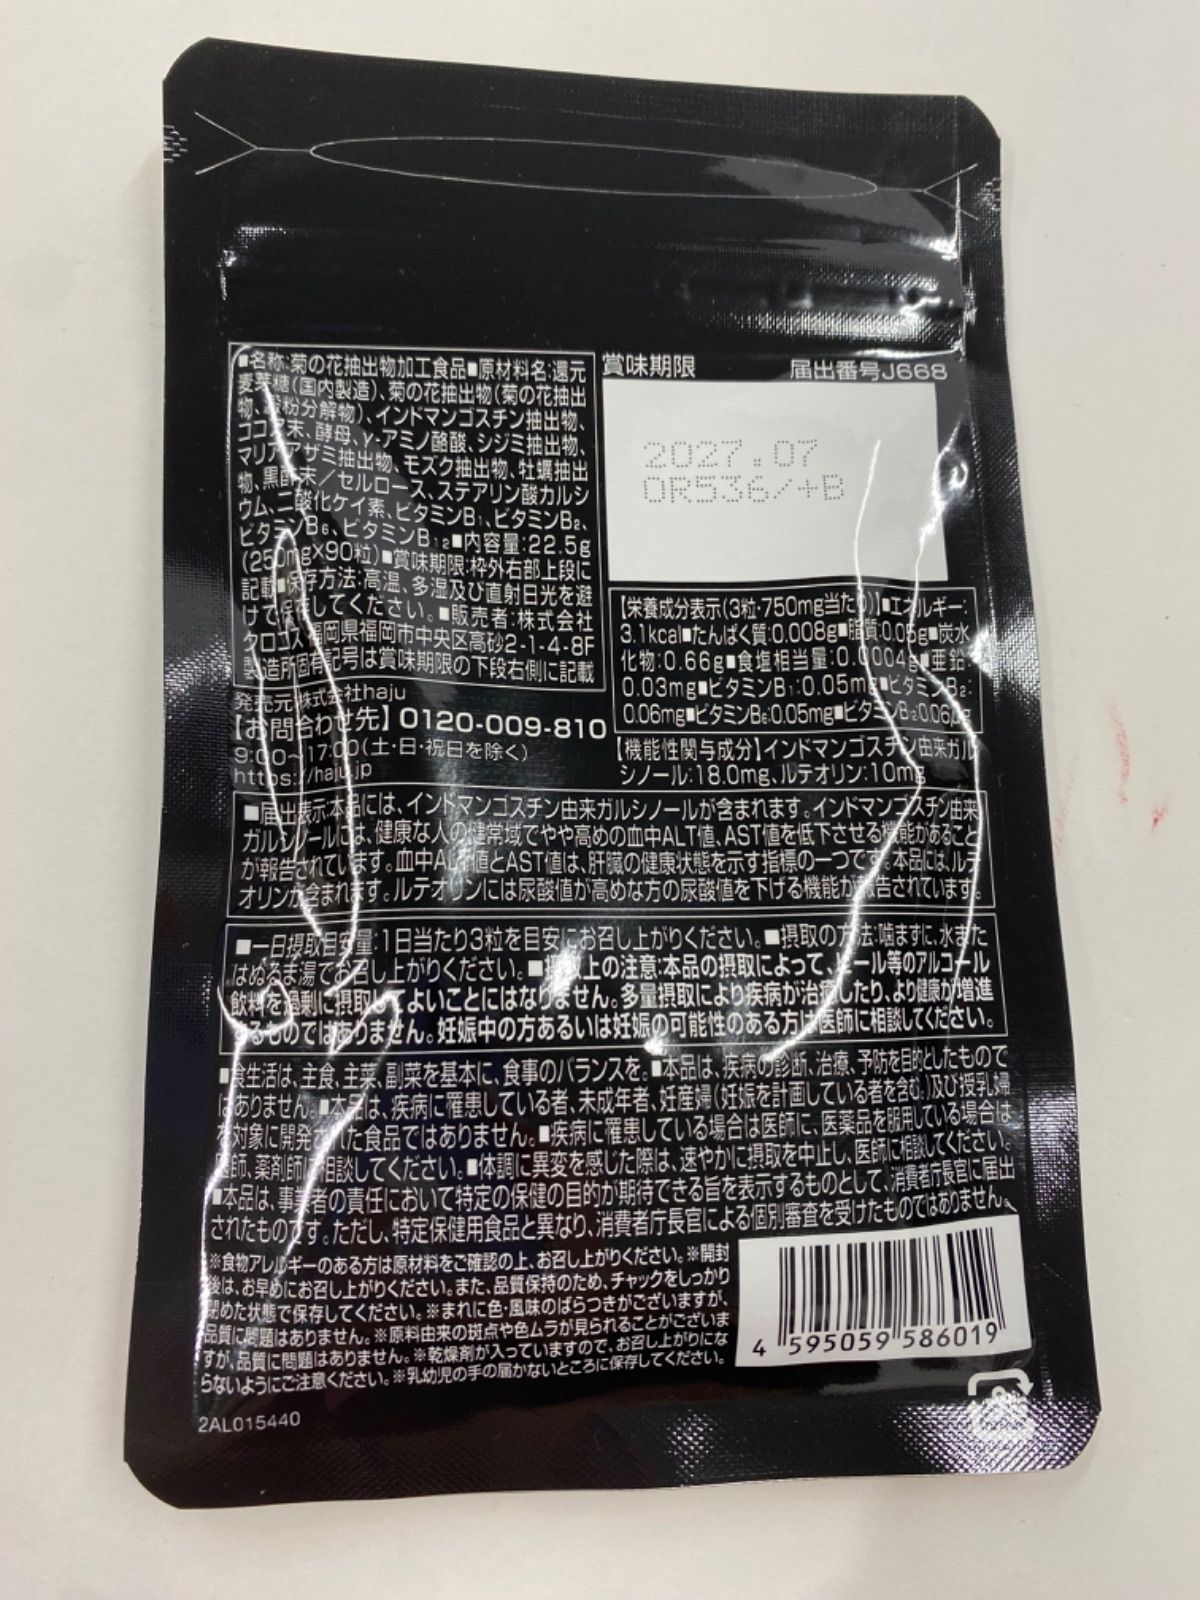 ■名称:菊の花抽出物加工食品■原材料名:還元
麦芽糖(国内製造)、菊の花抽出物(菊の花抽出
物、澱粉分解物)、インドマンゴスチン抽出物、
末、酵母、γ-アミノ酪酸、シジミ抽出物、
マリアアザミ抽出物、モズク抽出物、牡蠣抽出
物、黒酢末/セルロース、ステアリン酸カルシ
ウム、二酸化ケイ素、ビタミンB₁、ビタミンB₂、
ビタミンB₆、ビタミンB₁₂■内容量:22.5g
(250mg×90粒)■賞味期限:枠外右部上段に
記載■保存方法:高温、多湿及び直射日光を避
けて保存してください。■販売者:株式会社
タロコス 福岡県福岡市中央区高砂2-1-4-8F
製造所固有記号は賞味期限の下段右側に記載
発売元 株式会社haju
【お問合わせ先】0120-009-810
9:00~17:00(土・日・祝日を除く)
https://haju.jp
賞味期限 届出番号J668
2027.07
OR536/+B
【栄養成分表示(3粒・750mg当たり)】■エネルギー:
3.1kcal■たんぱく質:0.008g■脂質:0.05g■炭水
化物:0.66g■食塩相当量:0.0004g■亜鉛:
0.03mg■ビタミンB₁:0.05mg■ビタミンB₂:
0.06mg■ビタミンB₆:0.05mg■ビタミンB₁₂:0.06μg
【機能性関与成分】インドマンゴスチン由来ガル
シノール:18.0mg、ルテオリン:10mg
■届出表示:本品には、インドマンゴスチン由来ガルシノールが含まれます。インドマンゴスチン由来
ガルシノールには、健康な人の健常域でやや高めの血中ALT値、AST値を低下させる機能があること
が報告されています。血中ALT値とAST値は、肝臓の健康状態を示す指標の一つです。本品には、ルテ
オリンが含まれます。ルテオリンには尿酸値が高めな方の尿酸値を下げる機能が報告されています。
■一日摂取目安量:1日当たり3粒を目安にお召し上がりください。■摂取の方法:噛まずに、水また
はぬるま湯でお召し上がりください。■摂取上の注意:本品の摂取によって、ビール等のアルコール
飲料を過剰に摂取してよいことにはなりません。多量摂取により疾病が治癒したり、より健康が増進
するものではありません。妊娠中の方あるいは妊娠の可能性のある方は医師に相談してください。
■食生活は、主食、主菜、副菜を基本に、食事のバランスを。■本品は、疾病の診断、治療、予防を目的としたもので
はありません。■本品は、疾病に罹患している者、未成年者、妊産婦(妊娠を計画している者を含む。)及び授乳婦
を対象に開発された食品ではありません。■疾病に罹患している場合は医師に、医薬品を服用している場合は
医師、薬剤師に相談してください。■体調に異変を感じた際は、速やかに摂取を中止し、医師に相談してください。
■本品は、事業者の責任において特定の保健の目的が期待できる旨を表示するものとして、消費者庁長官に届出
されたものです。ただし、特定保健用食品と異なり、消費者庁長官による個別審査を受けたものではありません。
※食物アレルギーのある方は原材料をご確認の上、お召し上がりください。※開封
後は、お早めにお召し上がりください。また、品質保持のため、チャックをしっかり
閉めた状態で保存してください。※まれに色・風味のばらつきがございますが、
品質に問題はありません。※原料由来の斑点や色ムラが見られることがございま
すが、品質に問題はありません。※乾燥剤が入っていますので、お召し上がりにな
らないようにご注意ください。※乳幼児の手の届かないところに保存してください。
4 595059 586019
2AL015440